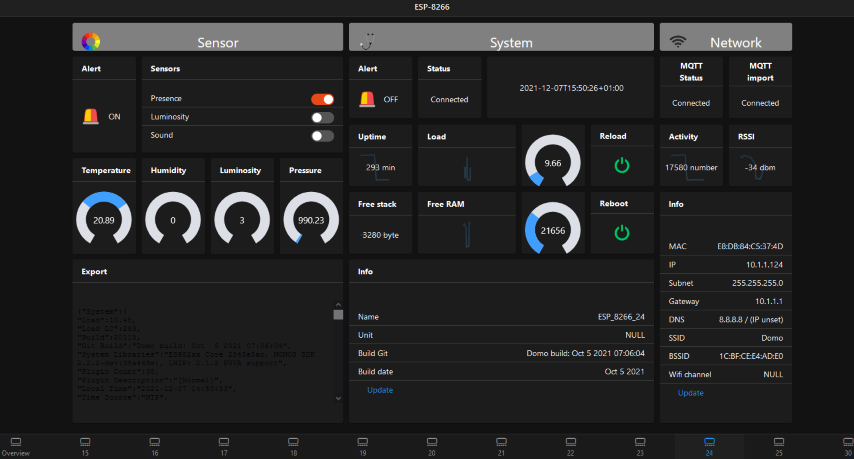 ESP-8266
Sensor
System
Network
Alert
ON
Sensors
Presence
Luminosity
Sound
Temperature
20.89
Humidity
0
Luminosity
3
Pressure
990.23
Export
"Time Source":"NTP",
Alert
OFF
Status
Connected
2021-12-07T15:50:26+01:00
Uptime
293 min
Load
9.66
Reload
Free stack
3280 byte
Free RAM
21656
Reboot
Info
Name ESP_8266_24
Unit NULL
Build Git Domo build: Oct 5 2021 07:06:04
Build date Oct 5 2021
Update
MQTT
Status
Connected
MQTT
import
Connected
Activity
17580 number
RSSI
-34 dbm
Info
MAC E8:DB:84:C5:37:4D
IP 10.1.1.124
Subnet 255.255.255.0
Gateway 10.1.1.1
DNS 8.8.8.8 / (IP unset)
SSID Domo
BSSID 1C:BF:CE:E4:AD:E0
Wifi channel NULL
Update
Overview 15 16 17 18 19 20 21 22 23 24 25 30